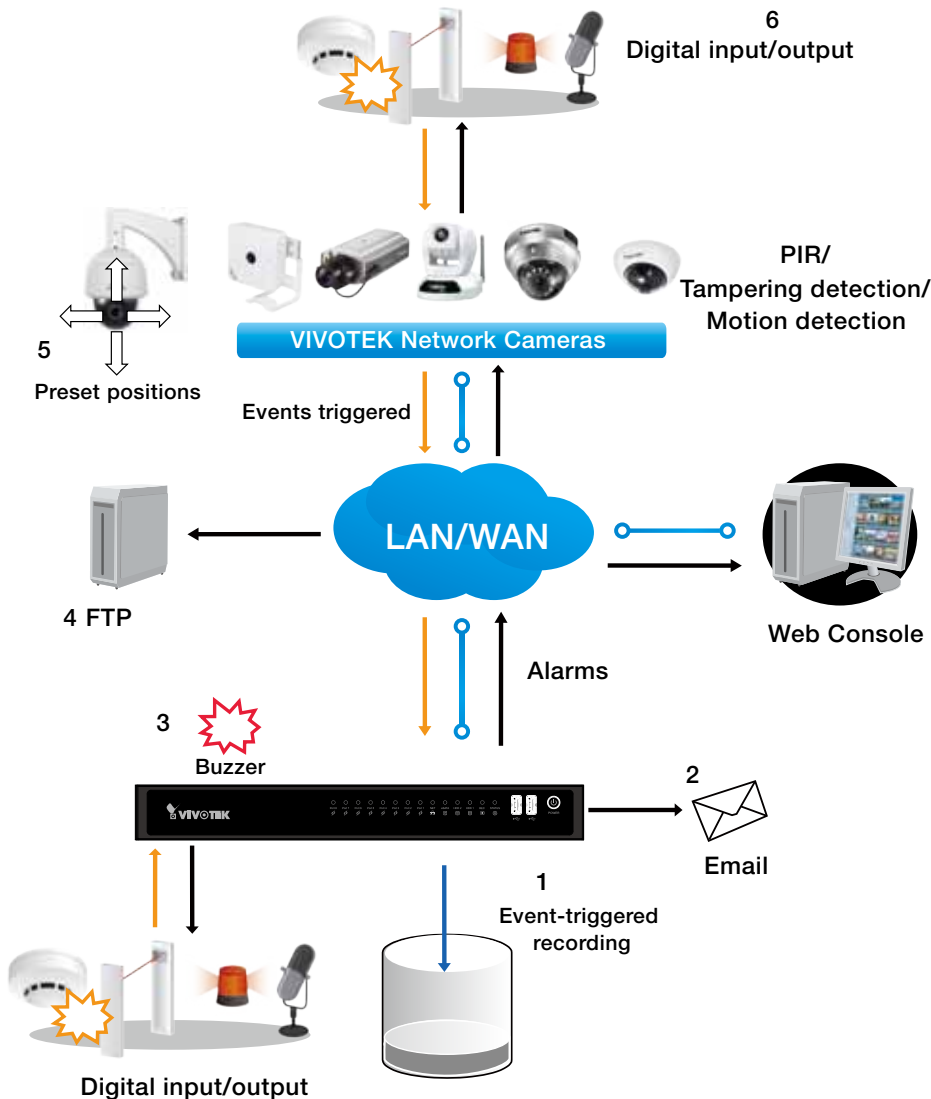 6
Digital input/output
PIR/
Tampering detection/
Motion detection
VIVOTEK Network Cameras
5
Preset positions
Events triggered
LAN/WAN
4 FTP
Web Console
Alarms
3
Buzzer
VIVOTEK
2
Email
1
Event-triggered
recording
Digital input/output